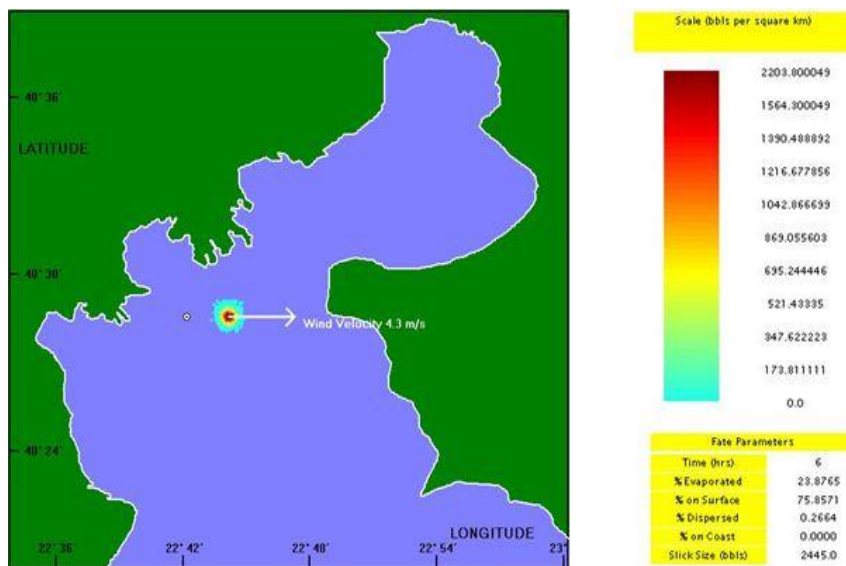 Scale (bbls per square km)
2203.800049
1564.300049
1390.488892
1216.677856
1042.866699
869.055603
695.244446
521.43335
347.622223
173.811111
0.0
40° 36'
LATITUDE
40° 30'
Wind Velocity 4.3 m/s
40° 24'
LONGITUDE
22° 36' 22° 42' 22° 48' 22° 54' 23°
Fate Parameters
Time (hrs) 6
% Evaporated 23.8765
% on Surface 75.8571
% Dispersed 0.2664
% on Coast 0.0000
Slick Size (bbls) 2445.0